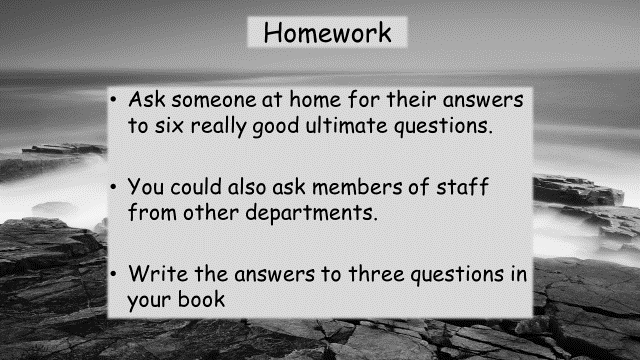 Homework
• Ask someone at home for their answers
to six really good ultimate questions.
• You could also ask members of staff
from other departments.
• Write the answers to three questions in
your book